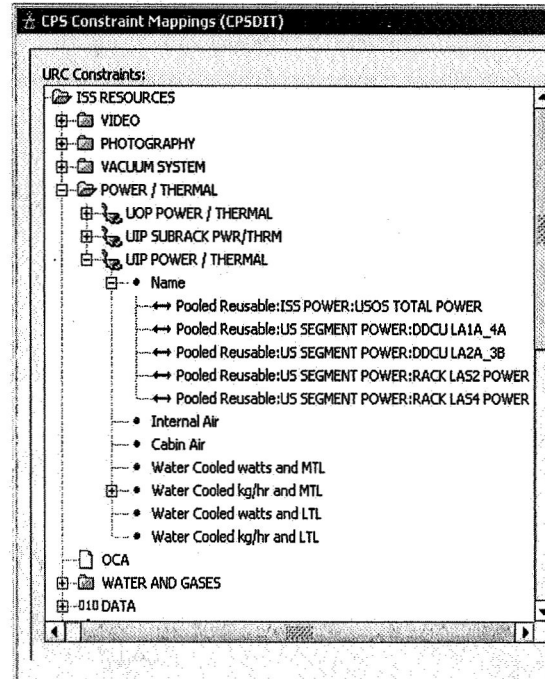 CPS Constraint Mappings (CPSDIT)
URC Constraints:
ISS RESOURCES
VIDEO
PHOTOGRAPHY
VACUUM SYSTEM
POWER / THERMAL
UOP POWER / THERMAL
UIP SUBRACK PWR/THRM
UIP POWER / THERMAL
Name
Pooled Reusable:ISS POWER:USOS TOTAL POWER
Pooled Reusable:US SEGMENT POWER:DDCU LA1A_4A
Pooled Reusable:US SEGMENT POWER:DDCU LA2A_3B
Pooled Reusable:US SEGMENT POWER:RACK LAS2 POWER
Pooled Reusable:US SEGMENT POWER:RACK LAS4 POWER
Internal Air
Cabin Air
Water Cooled watts and MTL
Water Cooled kg/hr and MTL
Water Cooled watts and LTL
Water Cooled kg/hr and LTL
OCA
WATER AND GASES
010 DATA